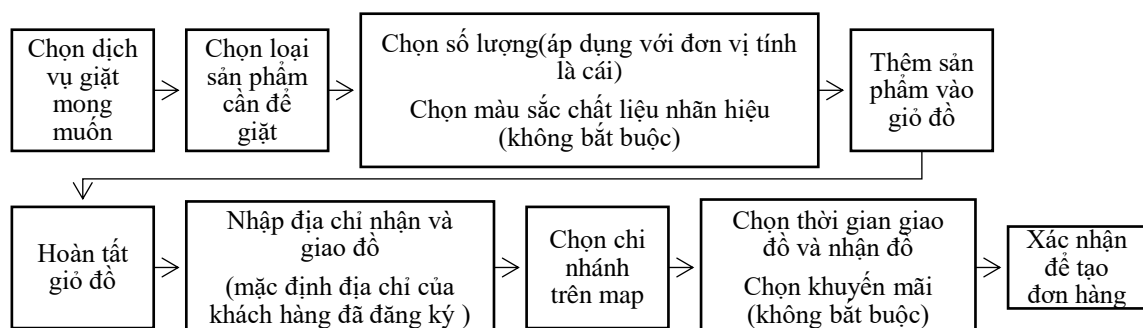 Chọn dịch
vụ giặt
mong
muốn
Chọn loại
sản phẩm
cần để
giặt
Chọn số lượng(áp dụng với đơn vị tính
là cái)
Chọn màu sắc chất liệu nhãn hiệu
(không bắt buộc)
Thêm sản
phẩm vào
giỏ đồ
Hoàn tất
giỏ đồ
Nhập địa chỉ nhận và
giao đồ
(mặc định địa chỉ của
khách hàng đã đăng ký )
Chọn chi
nhánh
trên map
Chọn thời gian giao
đồ và nhận đồ
Chọn khuyến mãi
(không bắt buộc)
Xác nhận
để tạo
đơn hàng